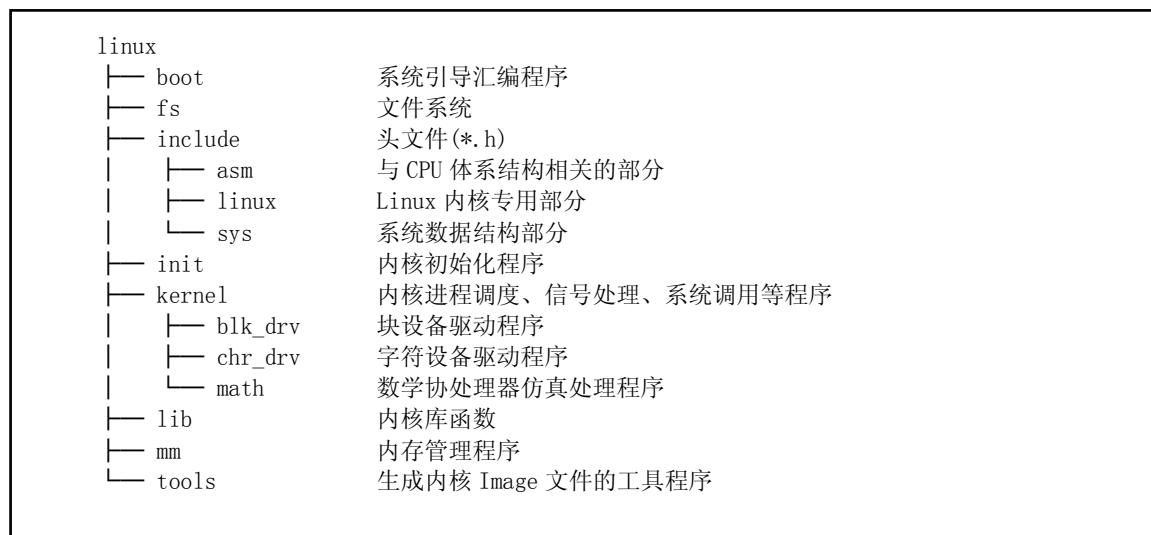 linux
├── boot 系统引导汇编程序
├── fs 文件系统
├── include 头文件(*.h)
│ ├── asm 与 CPU 体系结构相关的部分
│ ├── linux Linux 内核专用部分
│ └── sys 系统数据结构部分
├── init 内核初始化程序
├── kernel 内核进程调度、信号处理、系统调用等程序
│ ├── blk_drv 块设备驱动程序
│ ├── chr_drv 字符设备驱动程序
│ └── math 数学协处理器仿真处理程序
├── lib 内核库函数
├── mm 内存管理程序
└── tools 生成内核 Image 文件的工具程序